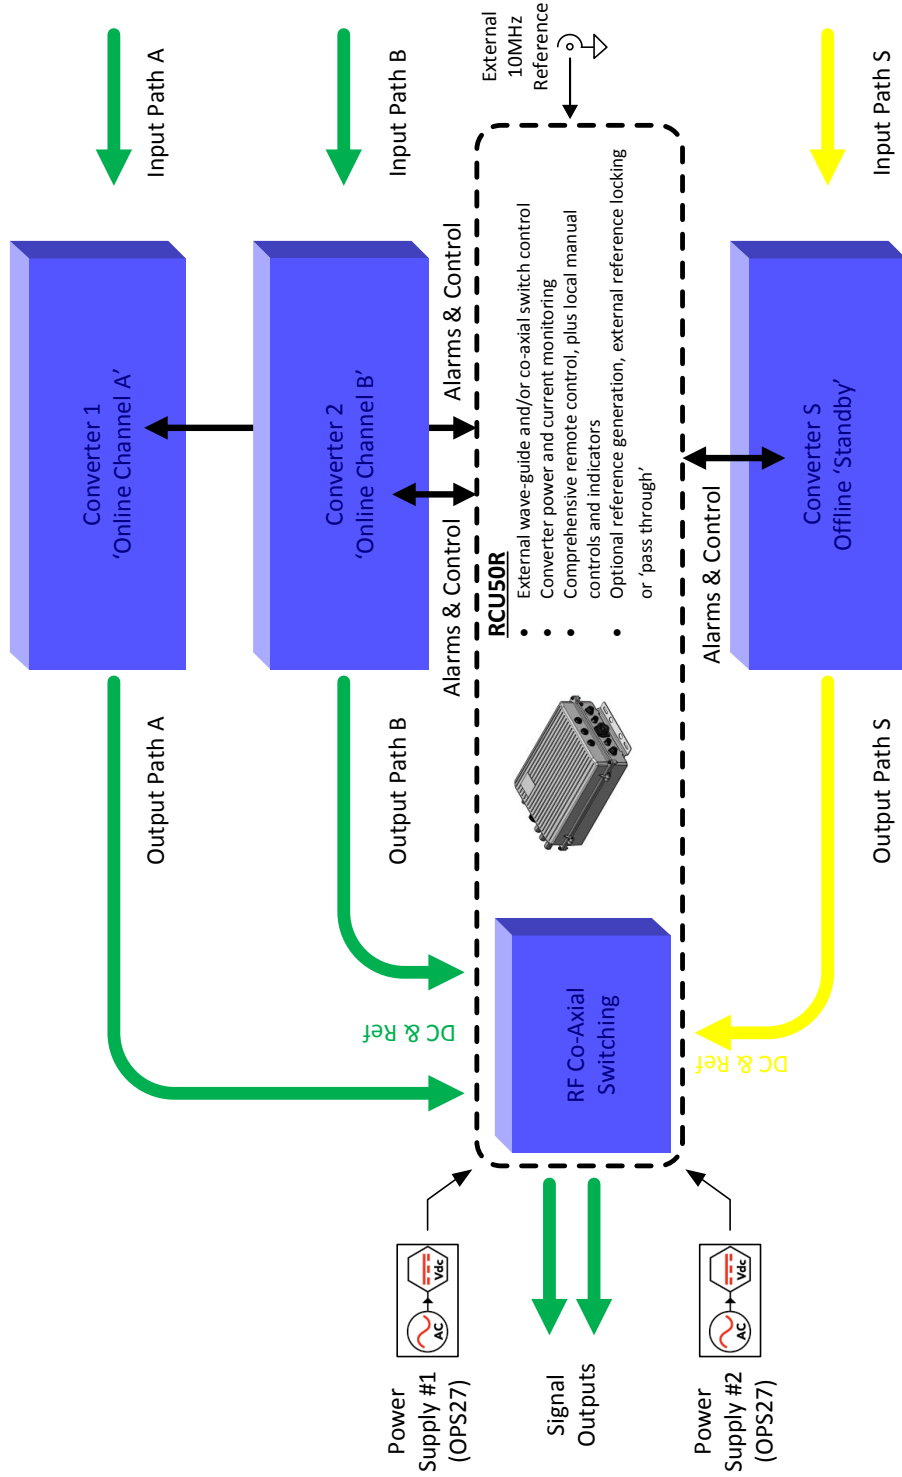 Input Path A
Converter 1
‘Online Channel A’
Output Path A
Input Path B
Converter 2
‘Online Channel B’
Output Path B
Alarms & Control
Alarms & Control
DC & Ref
External
10MHz
Reference
RCU50R
• External wave-guide and/or co-axial switch control
• Converter power and current monitoring
• Comprehensive remote control, plus local manual
controls and indicators
• Optional reference generation, external reference locking
or ‘pass through’
RF Co-Axial
Switching
Power
Supply #1
(OPS27)
AC
Vdc
Signal
Outputs
Power
Supply #2
(OPS27)
AC
Vdc
Alarms & Control
DC & Ref
Converter S
Offline ‘Standby’
Input Path S
Output Path S